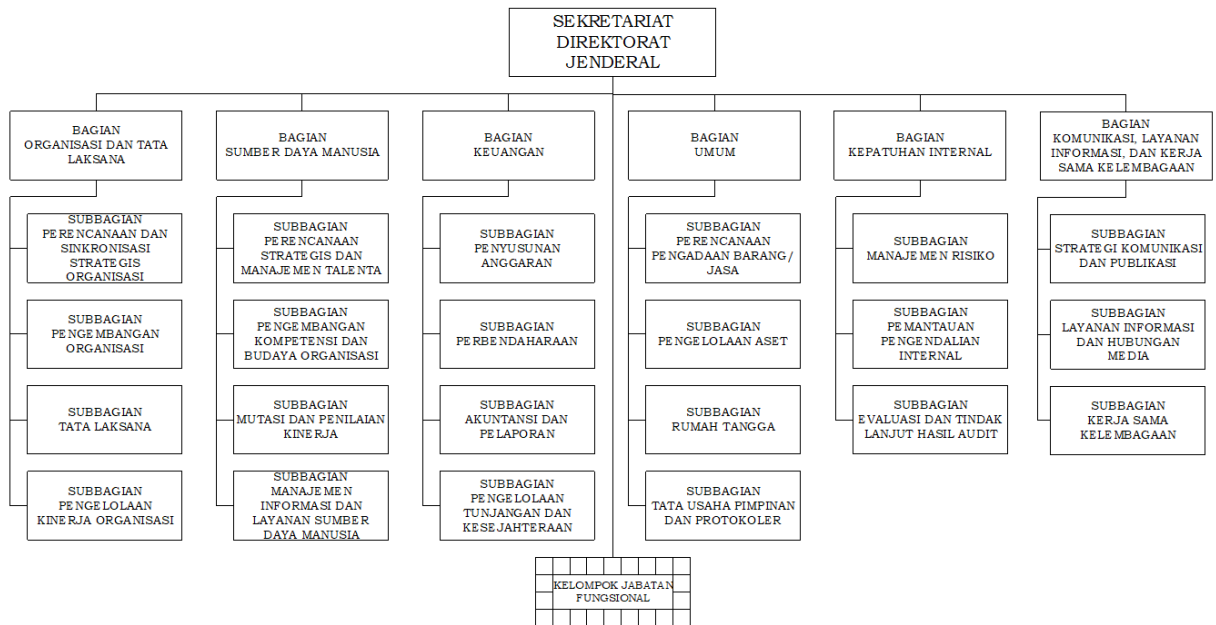 SEKRETARIAT
DIREKTORAT
JENDERAL
BAGIAN
ORGANISASI DAN TATA
LAKSANA
BAGIAN
SUMBER DAYA MANUSIA
BAGIAN
KEUANGAN
BAGIAN
UMUM
BAGIAN
KEPATUHAN INTERNAL
BAGIAN
KOMUNIKASI, LAYANAN
INFORMASI, DAN KERJA
SAMA KELEMBAGAAN
SUBBAGIAN
PERENCANAAN DAN
SINKRONISASI
STRATEGIS
ORGANISASI
SUBBAGIAN
PERENCANAAN
STRATEGIS DAN
MANAJEMEN TALENTA
SUBBAGIAN
PENYUSUNAN
ANGGARAN
SUBBAGIAN
PERENCANAAN
PENGADAAN BARANG/
JASA
SUBBAGIAN
MANAJEMEN RISIKO
SUBBAGIAN
STRATEGI KOMUNIKASI
DAN PUBLIKASI
SUBBAGIAN
PENGEMBANGAN
ORGANISASI
SUBBAGIAN
PENGEMBANGAN
KOMPETENSI DAN
BUDAYA ORGANISASI
SUBBAGIAN
PERBENDAHARAAN
SUBBAGIAN
PENGELOLAAN ASET
SUBBAGIAN
PEMANTAUAN
PENGENDALIAN
INTERNAL
SUBBAGIAN
LAYANAN INFORMASI
DAN HUBUNGAN
MEDIA
SUBBAGIAN
TATA LAKSANA
SUBBAGIAN
MUTASI DAN PENILAIAN
KINERJA
SUBBAGIAN
AKUNTANSI DAN
PELAPORAN
SUBBAGIAN
RUMAH TANGGA
SUBBAGIAN
EVALUASI DAN TINDAK
LANJUT HASIL AUDIT
SUBBAGIAN
KERJA SAMA
KELEMBAGAAN
SUBBAGIAN
PENGELOLAAN
KINERJA ORGANISASI
SUBBAGIAN
MANAJEMEN
INFORMASI DAN
LAYANAN SUMBER
DAYA MANUSIA
SUBBAGIAN
PENGELOLAAN
TUNJANGAN DAN
KESEJAHTERAAN
SUBBAGIAN
TATA USAHA PIMPINAN
DAN PROTOKOLER
KELOMPOK JABATAN
FUNGSIONAL